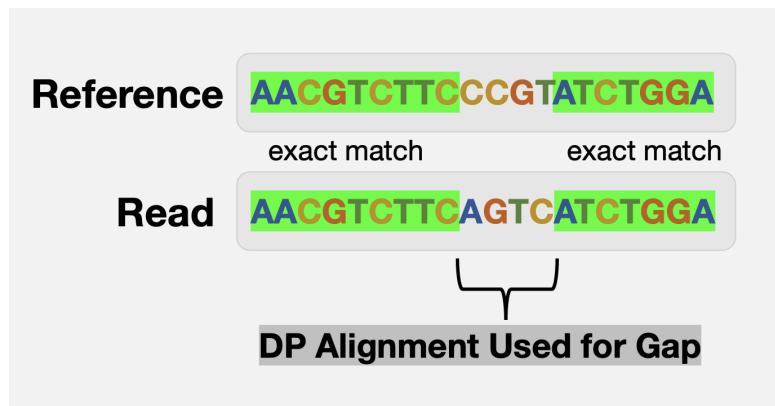 Reference AACGTCTTCCCGTATCTGGA
exact match exact match
Read AACGTCTTCAGTCATCTGGA
DP Alignment Used for Gap